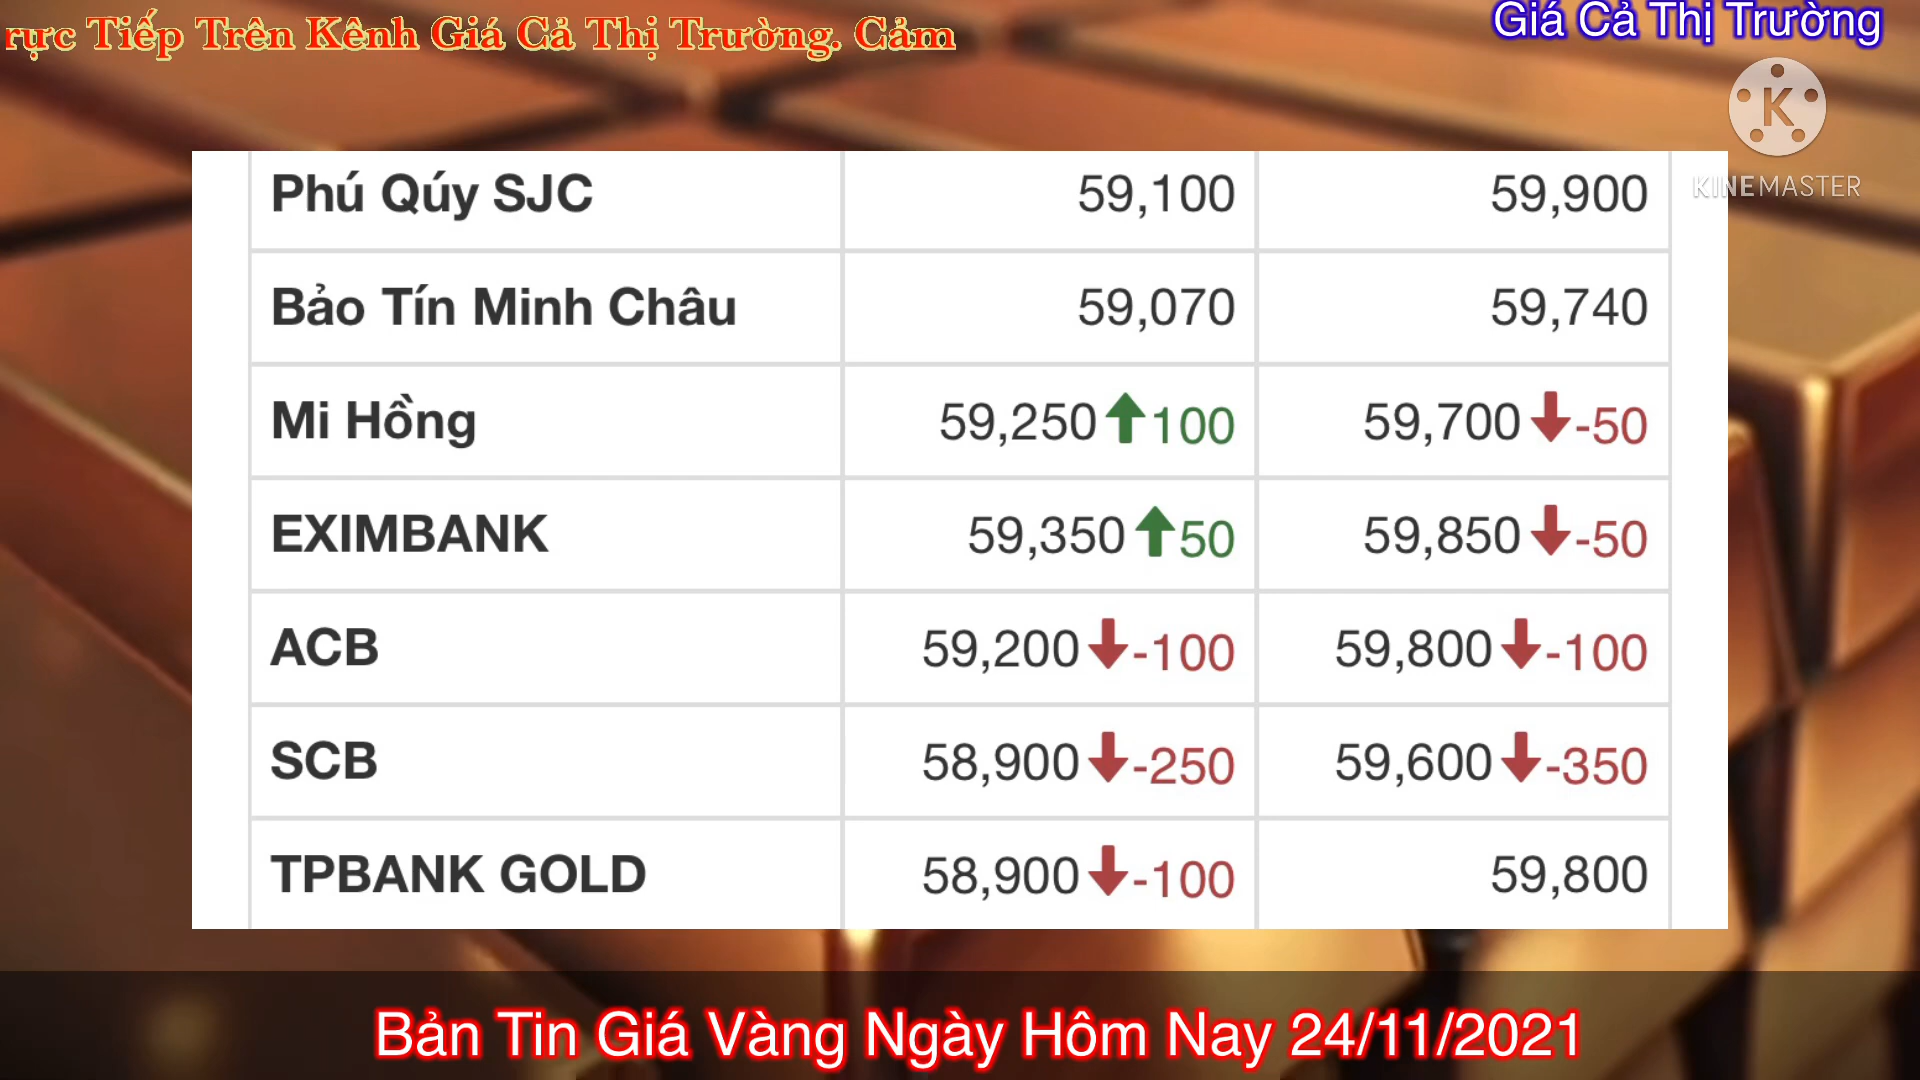 rực Tiếp Trên Kênh Giá Cả Thị Trường. Cảm
Giá Cả Thị Trường
K
KINEMASTER
Phú Qúy SJC 59,100 59,900
Bảo Tín Minh Châu 59,070 59,740
Mi Hồng 59,250 100 59,700 -50
EXIMBANK 59,350 50 59,850 -50
ACB 59,200 -100 59,800 -100
SCB 58,900 -250 59,600 -350
TPBANK GOLD 58,900 -100 59,800
Bản Tin Giá Vàng Ngày Hôm Nay 24/11/2021